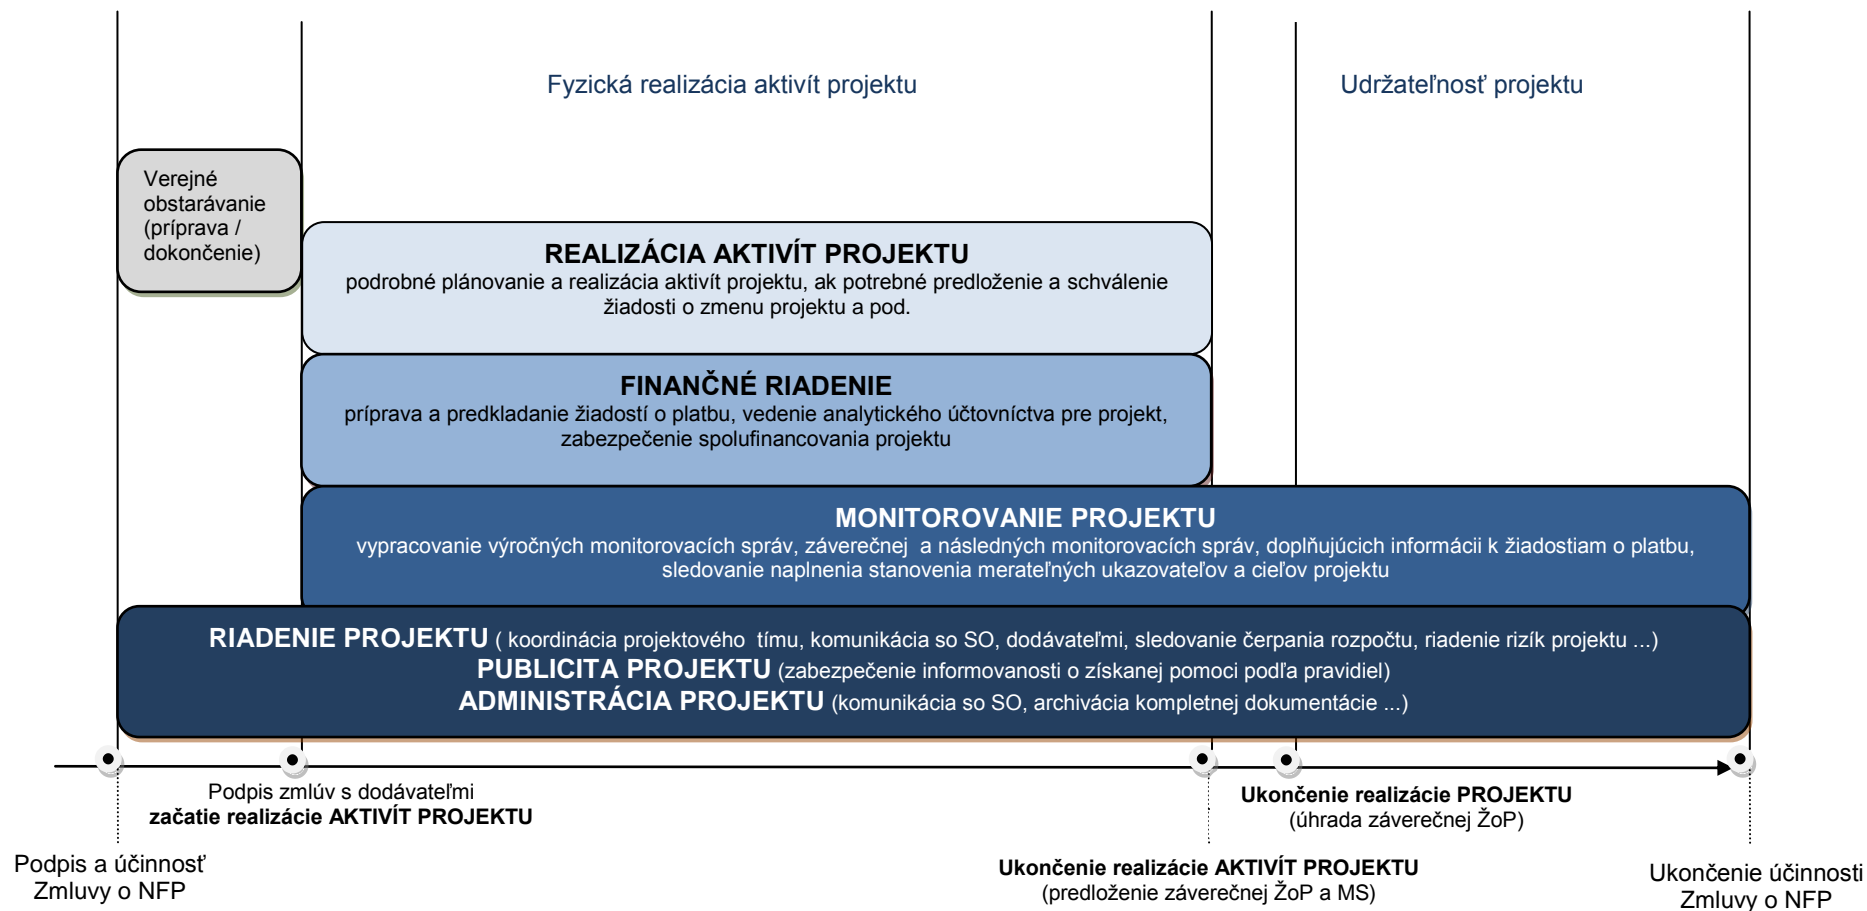 Fyzická realizácia aktivít projektu
Udržateľnosť projektu
Verejné
obstarávanie
(príprava /
dokončenie)
REALIZÁCIA AKTIVÍT PROJEKTU
podrobné plánovanie a realizácia aktivít projektu, ak potrebné predloženie a schválenie
žiadosti o zmenu projektu a pod.
FINANČNÉ RIADENIE
príprava a predkladanie žiadostí o platbu, vedenie analytického účtovníctva pre projekt,
zabezpečenie spolufinancovania projektu
MONITOROVANIE PROJEKTU
vypracovanie výročných monitorovacích správ, záverečnej a následných monitorovacích správ, doplňujúcich informácii k žiadostiam o platbu,
sledovanie naplnenia stanovenia merateľných ukazovateľov a cieľov projektu
RIADENIE PROJEKTU ( koordinácia projektového tímu, komunikácia so SO, dodávateľmi, sledovanie čerpania rozpočtu, riadenie rizík projektu ...)
PUBLICITA PROJEKTU (zabezpečenie informovanosti o získanej pomoci podľa pravidiel)
ADMINISTRÁCIA PROJEKTU (komunikácia so SO, archivácia kompletnej dokumentácie ...)
Podpis zmlúv s dodávateľmi
začatie realizácie AKTIVÍT PROJEKTU
Ukončenie realizácie PROJEKTU
(úhrada záverečnej ŽoP)
Podpis a účinnosť
Zmluvy o NFP
Ukončenie realizácie AKTIVÍT PROJEKTU
(predloženie záverečnej ŽoP a MS)
Ukončenie účinnosti
Zmluvy o NFP